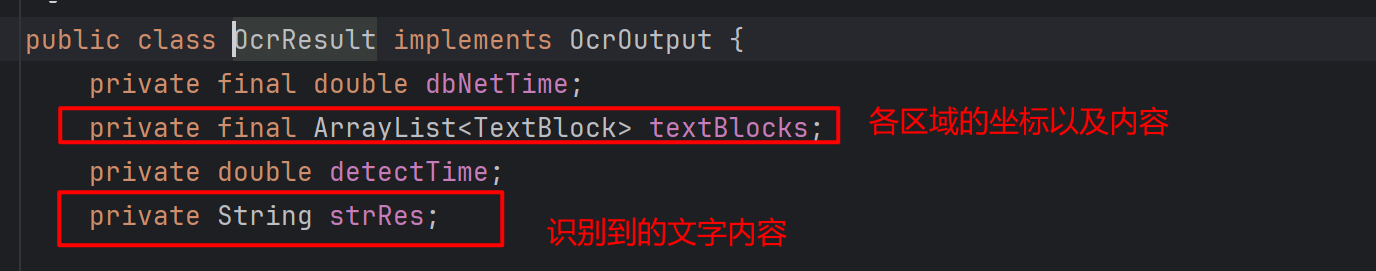 public class OcrResult implements OcrOutput {
private final double dbNetTime;
private final ArrayList<TextBlock> textBlocks; 各区域的坐标以及内容
private double detectTime;
private String strRes; 识别到的文字内容